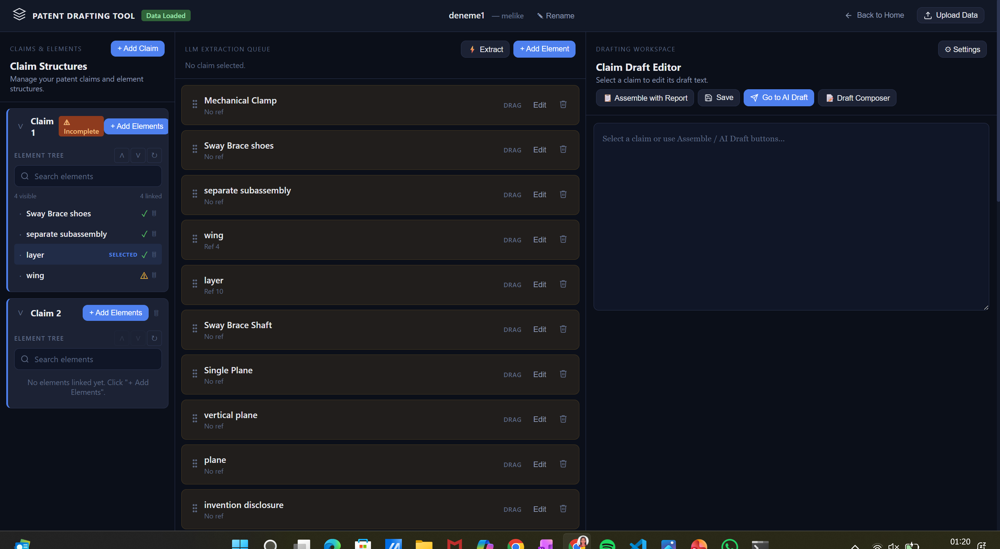 PATENT DRAFTING TOOL
Data Loaded
deneme1 — melike
Rename
Back to Home
Upload Data
CLAIMS & ELEMENTS
+ Add Claim
Claim Structures
Manage your patent claims and element
structures.
Claim
1
Incomplete
+ Add Elements
ELEMENT TREE
Search elements
4 visible
4 linked
Sway Brace shoes
separate subassembly
layer
SELECTED
wing
Claim 2
+ Add Elements
ELEMENT TREE
Search elements
No elements linked yet. Click "+ Add
Elements".
LLM EXTRACTION QUEUE
Extract
+ Add Element
No claim selected.
Mechanical Clamp
No ref
DRAG
Edit
Sway Brace shoes
No ref
DRAG
Edit
separate subassembly
No ref
DRAG
Edit
wing
Ref 4
DRAG
Edit
layer
Ref 10
DRAG
Edit
Sway Brace Shaft
No ref
DRAG
Edit
Single Plane
No ref
DRAG
Edit
vertical plane
No ref
DRAG
Edit
plane
No ref
DRAG
Edit
invention disclosure
No ref
DRAG
Edit
DRAFTING WORKSPACE
Settings
Claim Draft Editor
Select a claim to edit its draft text.
Assemble with Report
Save
Go to AI Draft
Draft Composer
Select a claim or use Assemble / AI Draft buttons...
01:20